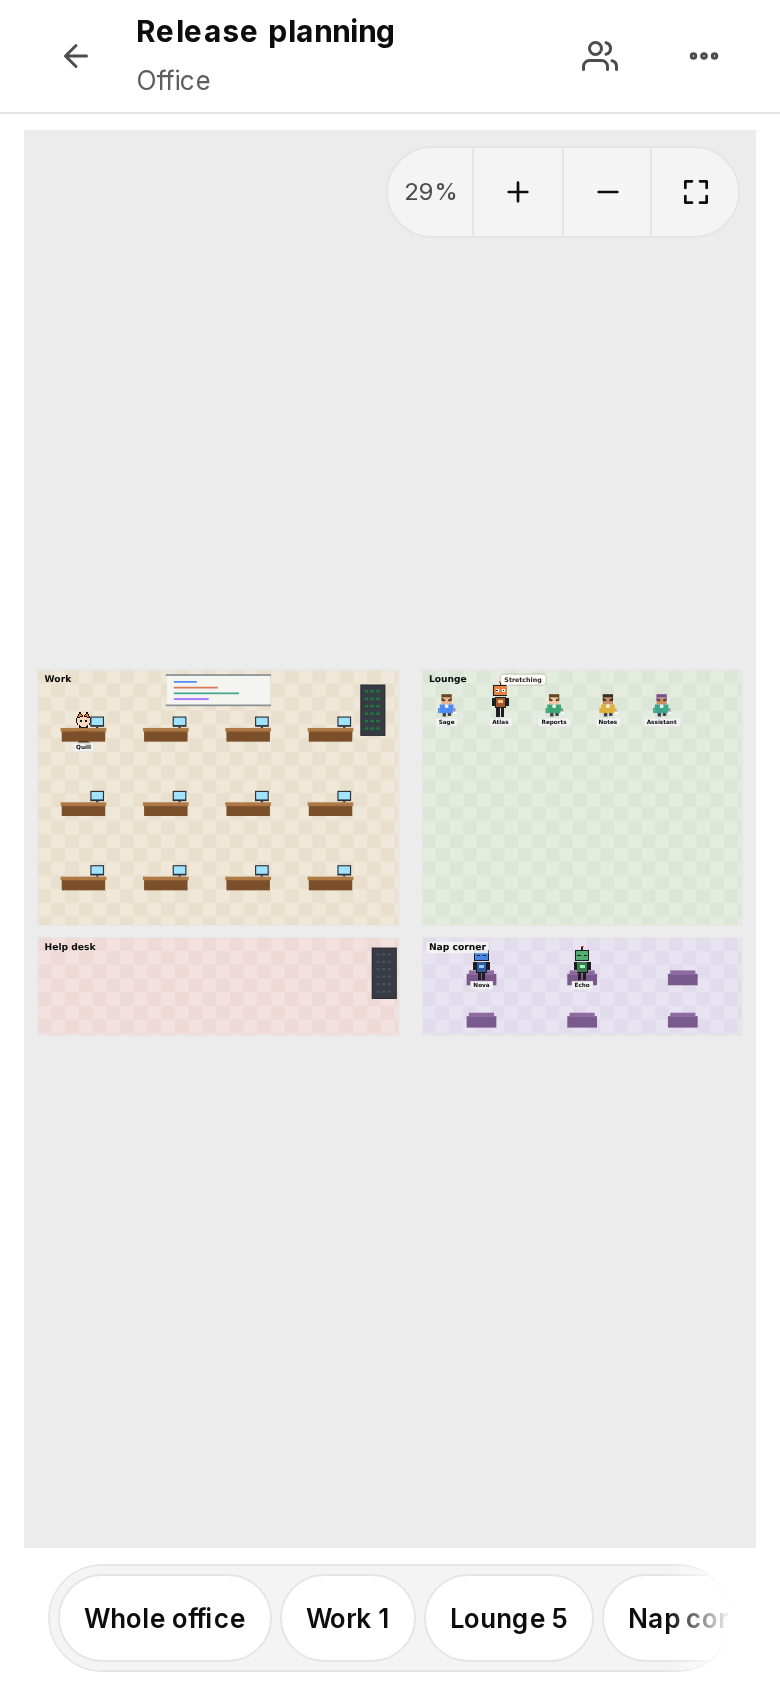 Release planning
Office
29%
Work
Quill
Lounge
Stretching
Sage
Atlas
Reports
Notes
Assistant
Help desk
Nap corner
Nova
Echo
Whole office
Work 1
Lounge 5
Nap cor